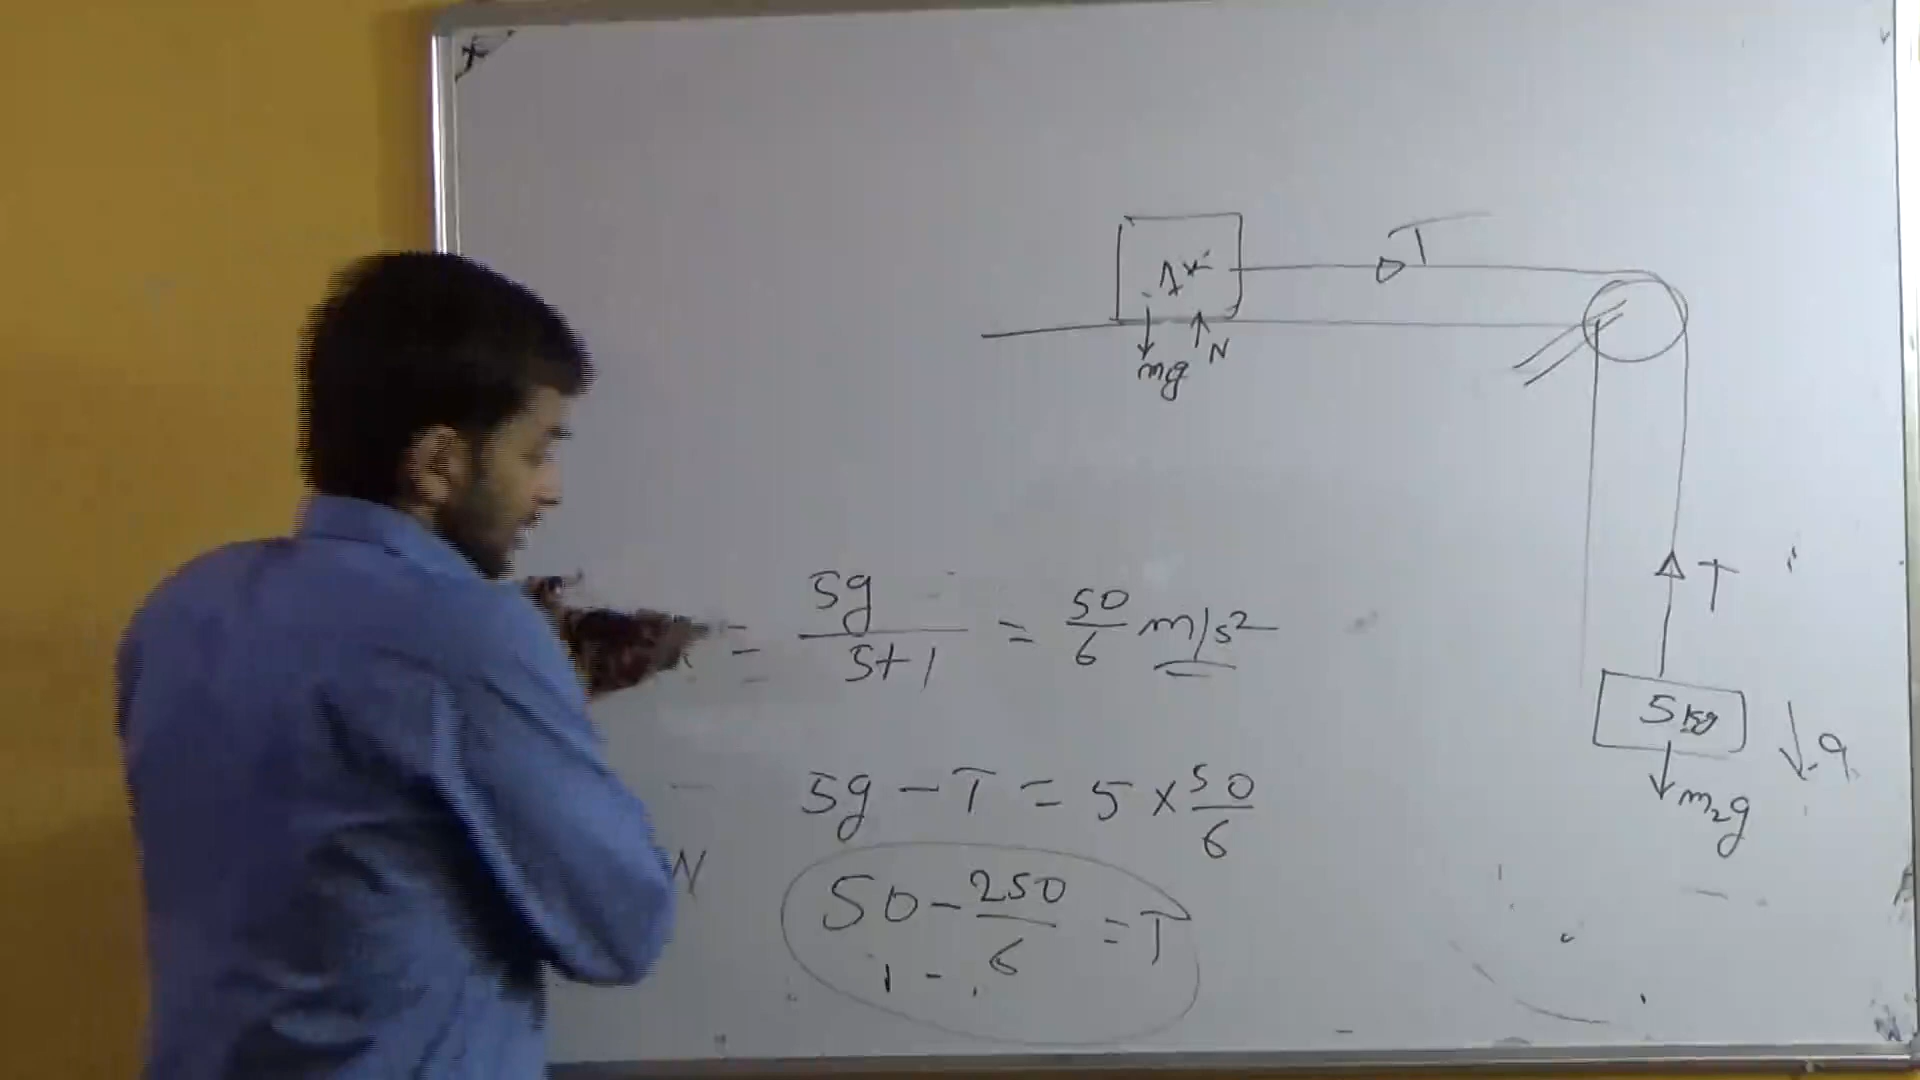 T
mg
N
T
5kg
a
m₂g
= 5g / 5+1 = 50/6 m/s²
5g - T = 5 × 50/6
N
50 - 250/6 = T